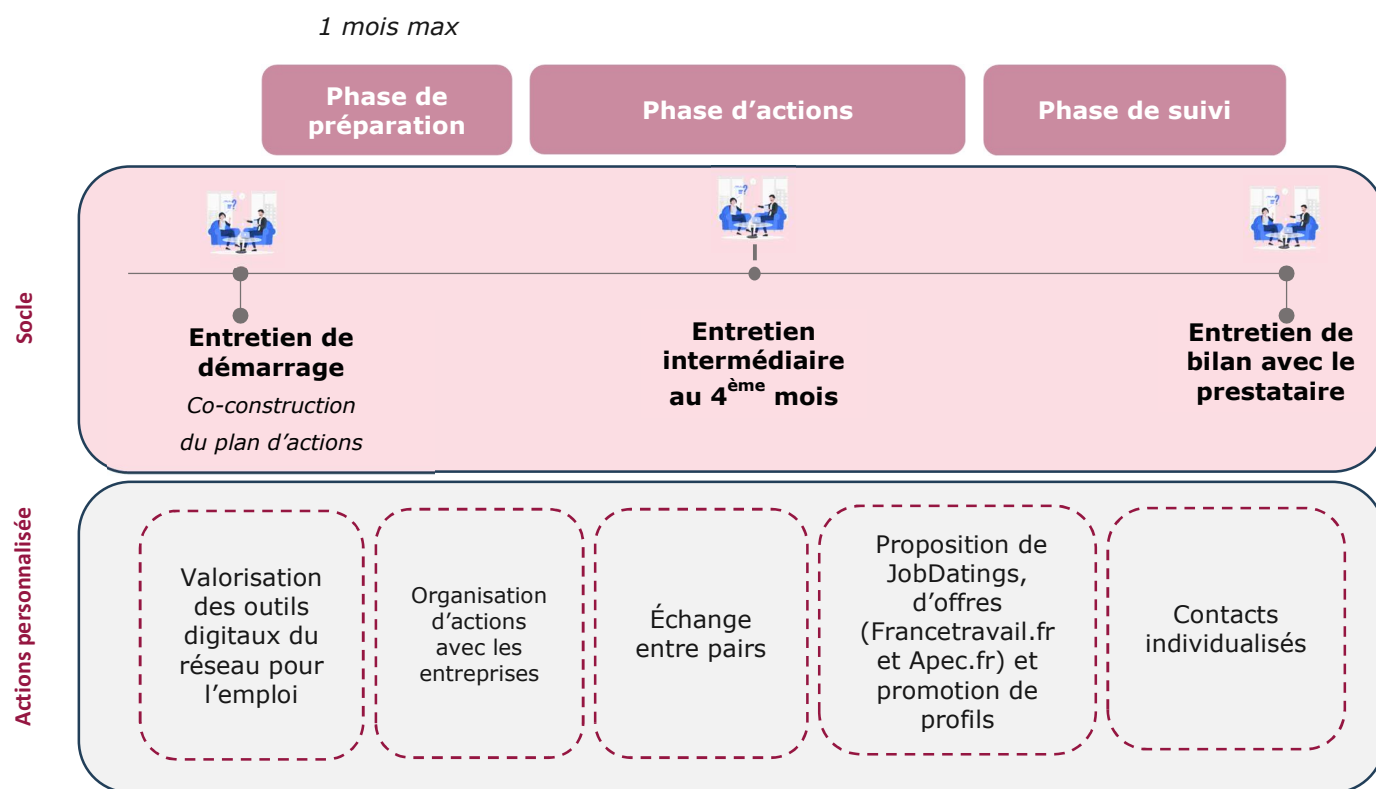 1 mois max
Phase de
préparation
Phase d’actions
Phase de suivi
Socle
Entretien de
démarrage
Co-construction
du plan d’actions
Entretien
intermédiaire
au 4ème mois
Entretien de
bilan avec le
prestataire
Actions personnalisée
Valorisation
des outils
digitaux du
réseau pour
l’emploi
Organisation
d’actions
avec les
entreprises
Échange
entre pairs
Proposition de
JobDatings,
d’offres
(Francetravail.fr
et Apec.fr) et
promotion de
profils
Contacts
individualisés